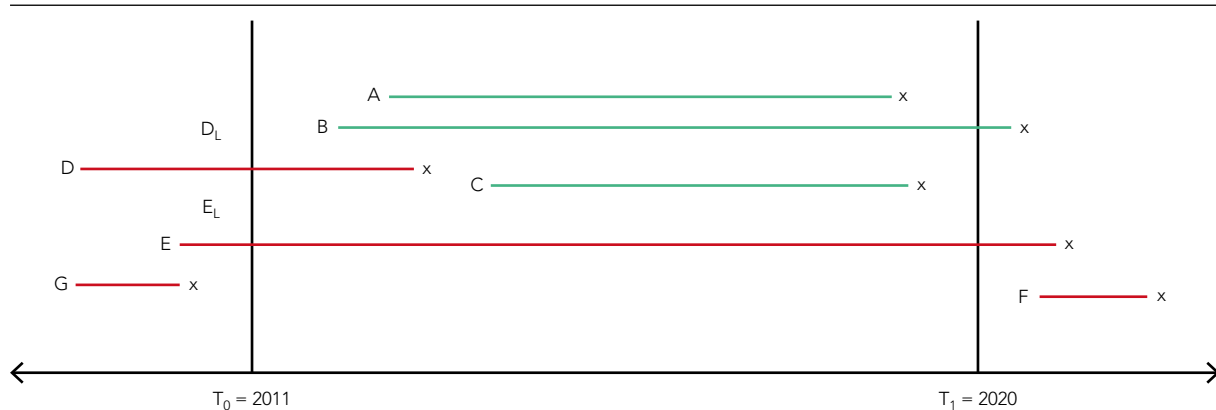 A x
B x
D_L
D x
C x
E_L
E x
G x
F x
T_0 = 2011 T_1 = 2020